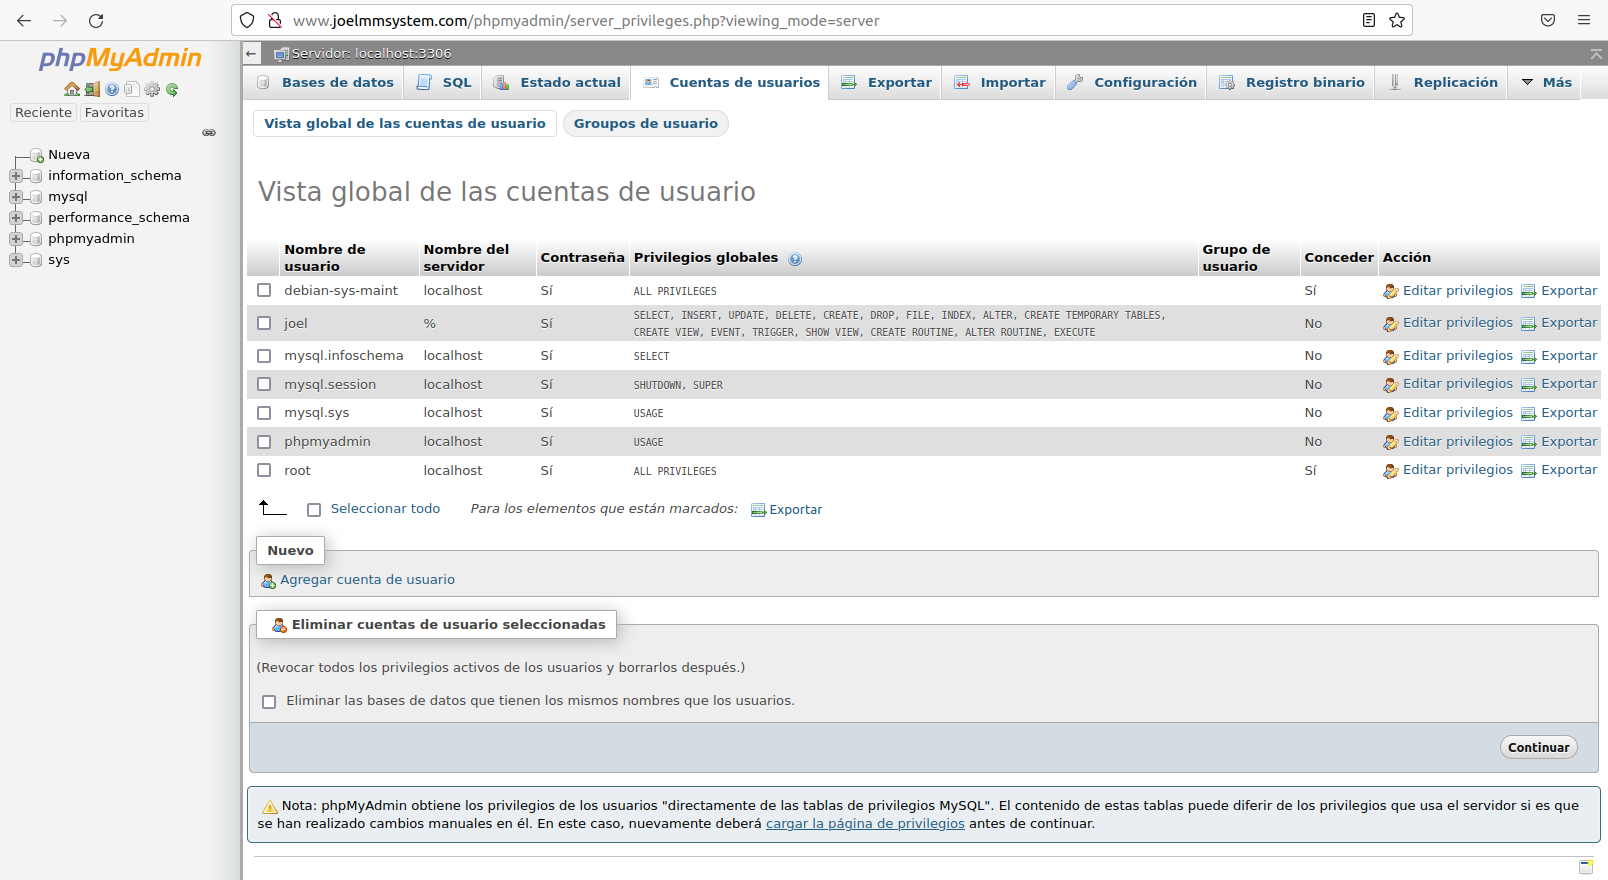 www.joelmmsystem.com/phpmyadmin/server_privileges.php?viewing_mode=server
phpMyAdmin
Reciente Favoritas
Nueva
information_schema
mysql
performance_schema
phpmyadmin
sys
Servidor: localhost:3306
Bases de datos SQL Estado actual Cuentas de usuarios Exportar Importar Configuración Registro binario Replicación Más
Vista global de las cuentas de usuario Groupos de usuario
Vista global de las cuentas de usuario
Nombre de usuario Nombre del servidor Contraseña Privilegios globales Grupo de usuario Conceder Acción
debian-sys-maint localhost Sí ALL PRIVILEGES Sí Editar privilegios Exportar
joel % Sí SELECT, INSERT, UPDATE, DELETE, CREATE, DROP, FILE, INDEX, ALTER, CREATE TEMPORARY TABLES,
CREATE VIEW, EVENT, TRIGGER, SHOW VIEW, CREATE ROUTINE, ALTER ROUTINE, EXECUTE No Editar privilegios Exportar
mysql.infoschema localhost Sí SELECT No Editar privilegios Exportar
mysql.session localhost Sí SHUTDOWN, SUPER No Editar privilegios Exportar
mysql.sys localhost Sí USAGE No Editar privilegios Exportar
phpmyadmin localhost Sí USAGE No Editar privilegios Exportar
root localhost Sí ALL PRIVILEGES Sí Editar privilegios Exportar
Seleccionar todo Para los elementos que están marcados: Exportar
Nuevo
Agregar cuenta de usuario
Eliminar cuentas de usuario seleccionadas
(Revocar todos los privilegios activos de los usuarios y borrarlos después.)
Eliminar las bases de datos que tienen los mismos nombres que los usuarios.
Continuar
Nota: phpMyAdmin obtiene los privilegios de los usuarios "directamente de las tablas de privilegios MySQL". El contenido de estas tablas puede diferir de los privilegios que usa el servidor si es que
se han realizado cambios manuales en él. En este caso, nuevamente deberá cargar la página de privilegios antes de continuar.